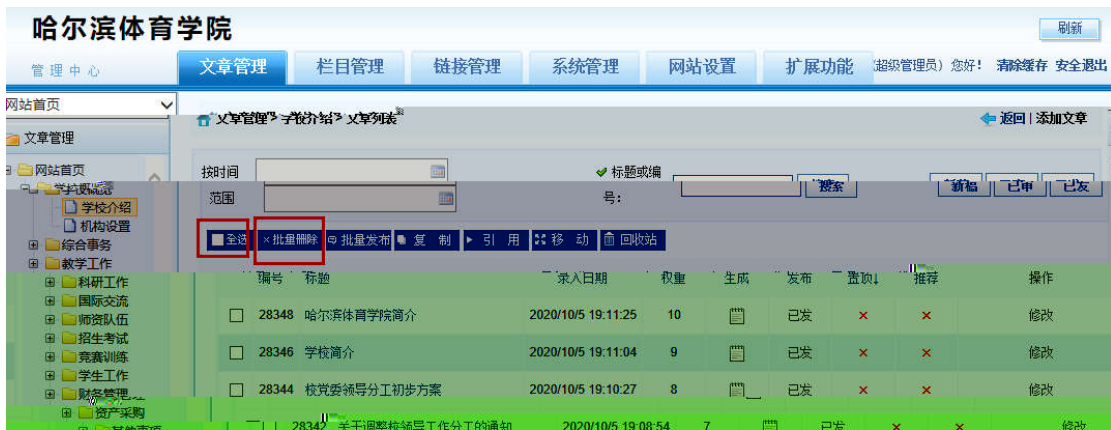 哈尔滨体育学院
刷新
管理中心
文章管理 栏目管理 链接管理 系统管理 网站设置 扩展功能 超级管理员) 您好! 清除缓存 安全退出
网站首页
文章管理 > 学校介绍 > 文章列表
返回 | 添加文章
文章管理
网站首页
学校概览
学校介绍
机构设置
综合事务
教学工作
科研工作
国际交流
师资队伍
招生考试
竞赛训练
学生工作
财务管理
资产采购
按时间
范围
标题或编
号:
搜索
新稿 已审 已发
全选 ×批量删除 批量发布 复 制 引 用 移 动 回收站
编号 标题 录入日期 权重 生成 发布 置顶↓ 推荐 操作
28348 哈尔滨体育学院简介 2020/10/5 19:11:25 10 已发 × × 修改
28346 学校简介 2020/10/5 19:11:04 9 已发 × × 修改
28344 校党委领导分工初步方案 2020/10/5 19:10:27 8 已发 × × 修改
28342 关于调整校领导工作分工的通知 2020/10/5 19:08:54 7 已发 × × 修改